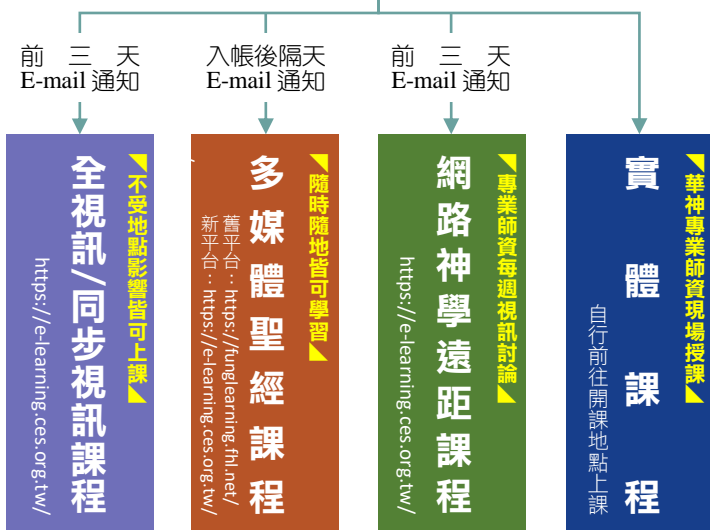 前三天
E-mail 通知
入帳後隔天
E-mail 通知
前三天
E-mail 通知
不受地點影響皆可上課
全視訊/同步視訊課程
https://e-learning.ces.org.tw/
隨時隨地皆可學習
多媒體聖經課程
舊平台：https://funglearning.fhl.net/
新平台：https://e-learning.ces.org.tw/
專業師資每週視訊討論
網路神學遠距課程
https://e-learning.ces.org.tw/
華神專業師資現場授課
實體課程
自行前往開課地點上課